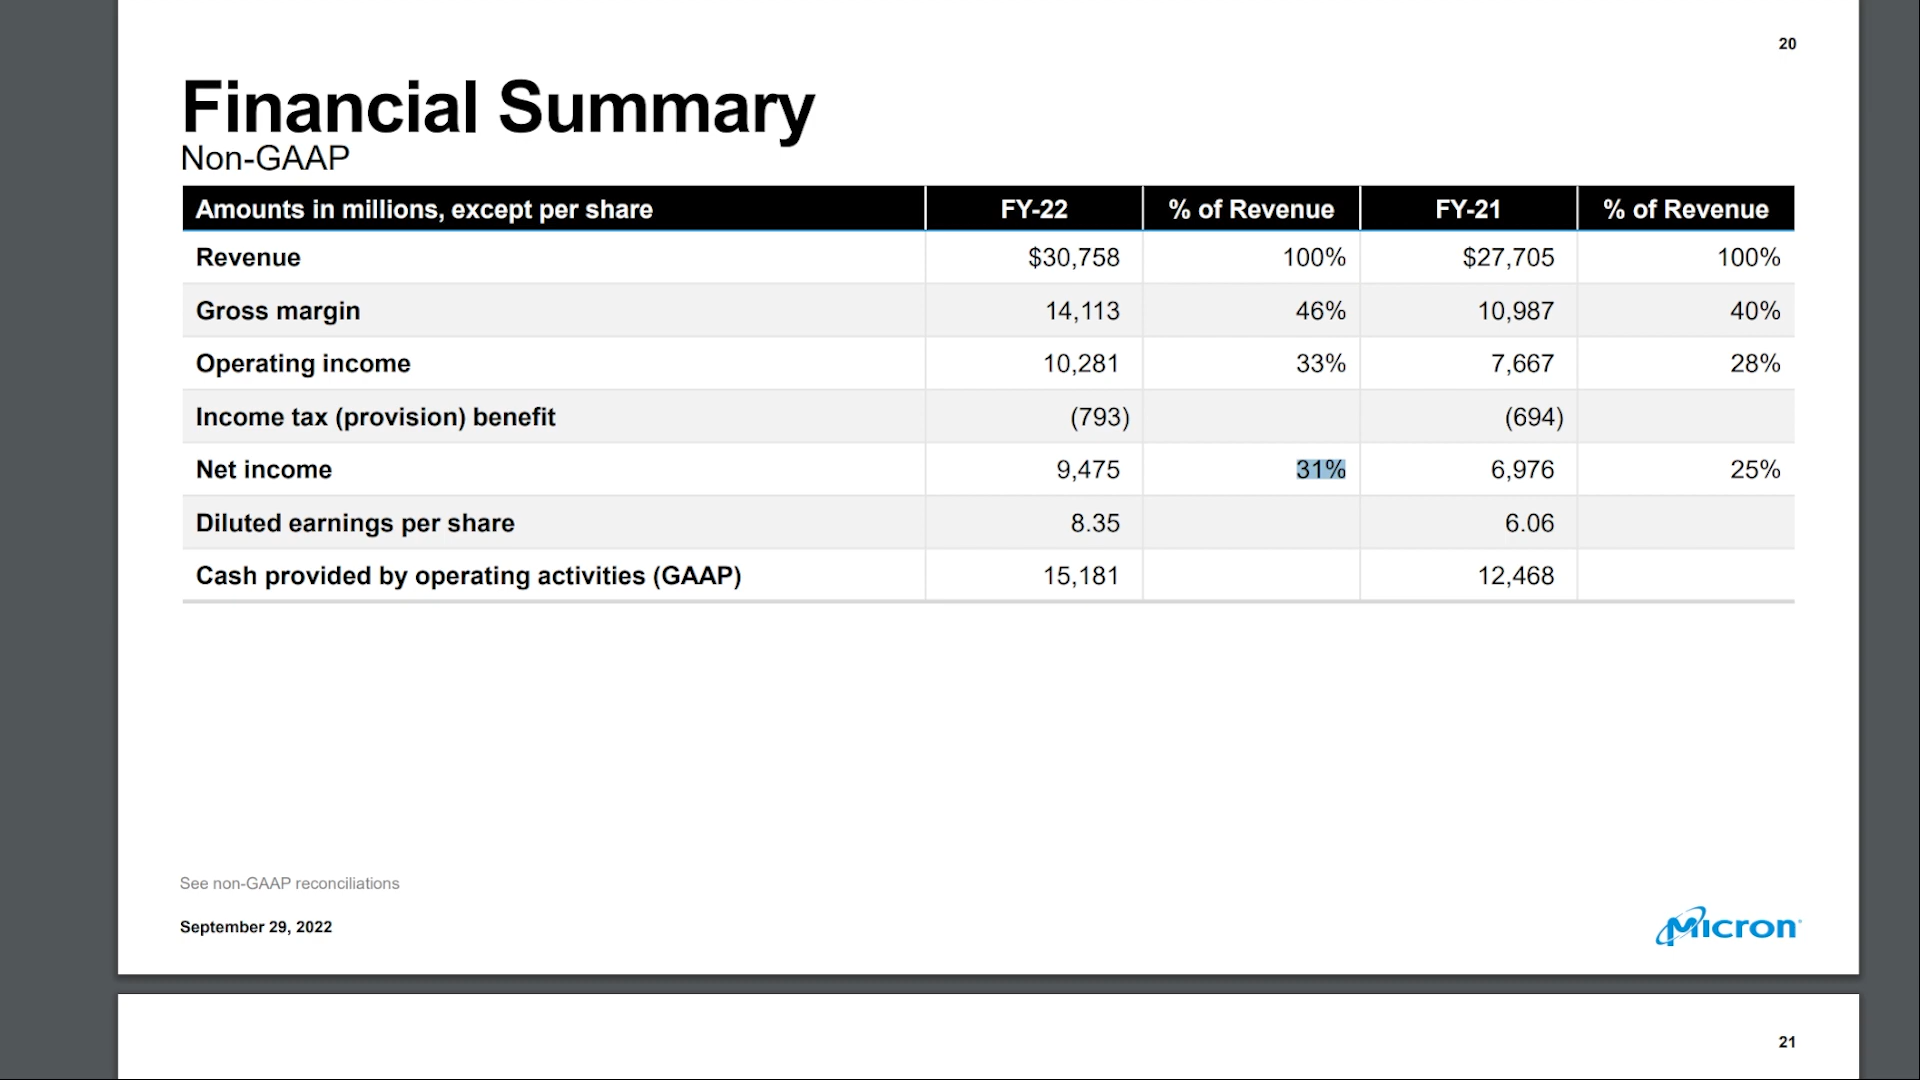 20
Financial Summary
Non-GAAP
Amounts in millions, except per share FY-22 % of Revenue FY-21 % of Revenue
Revenue $30,758 100% $27,705 100%
Gross margin 14,113 46% 10,987 40%
Operating income 10,281 33% 7,667 28%
Income tax (provision) benefit (793) (694)
Net income 9,475 31% 6,976 25%
Diluted earnings per share 8.35 6.06
Cash provided by operating activities (GAAP) 15,181 12,468
See non-GAAP reconciliations
September 29, 2022
Micron
21